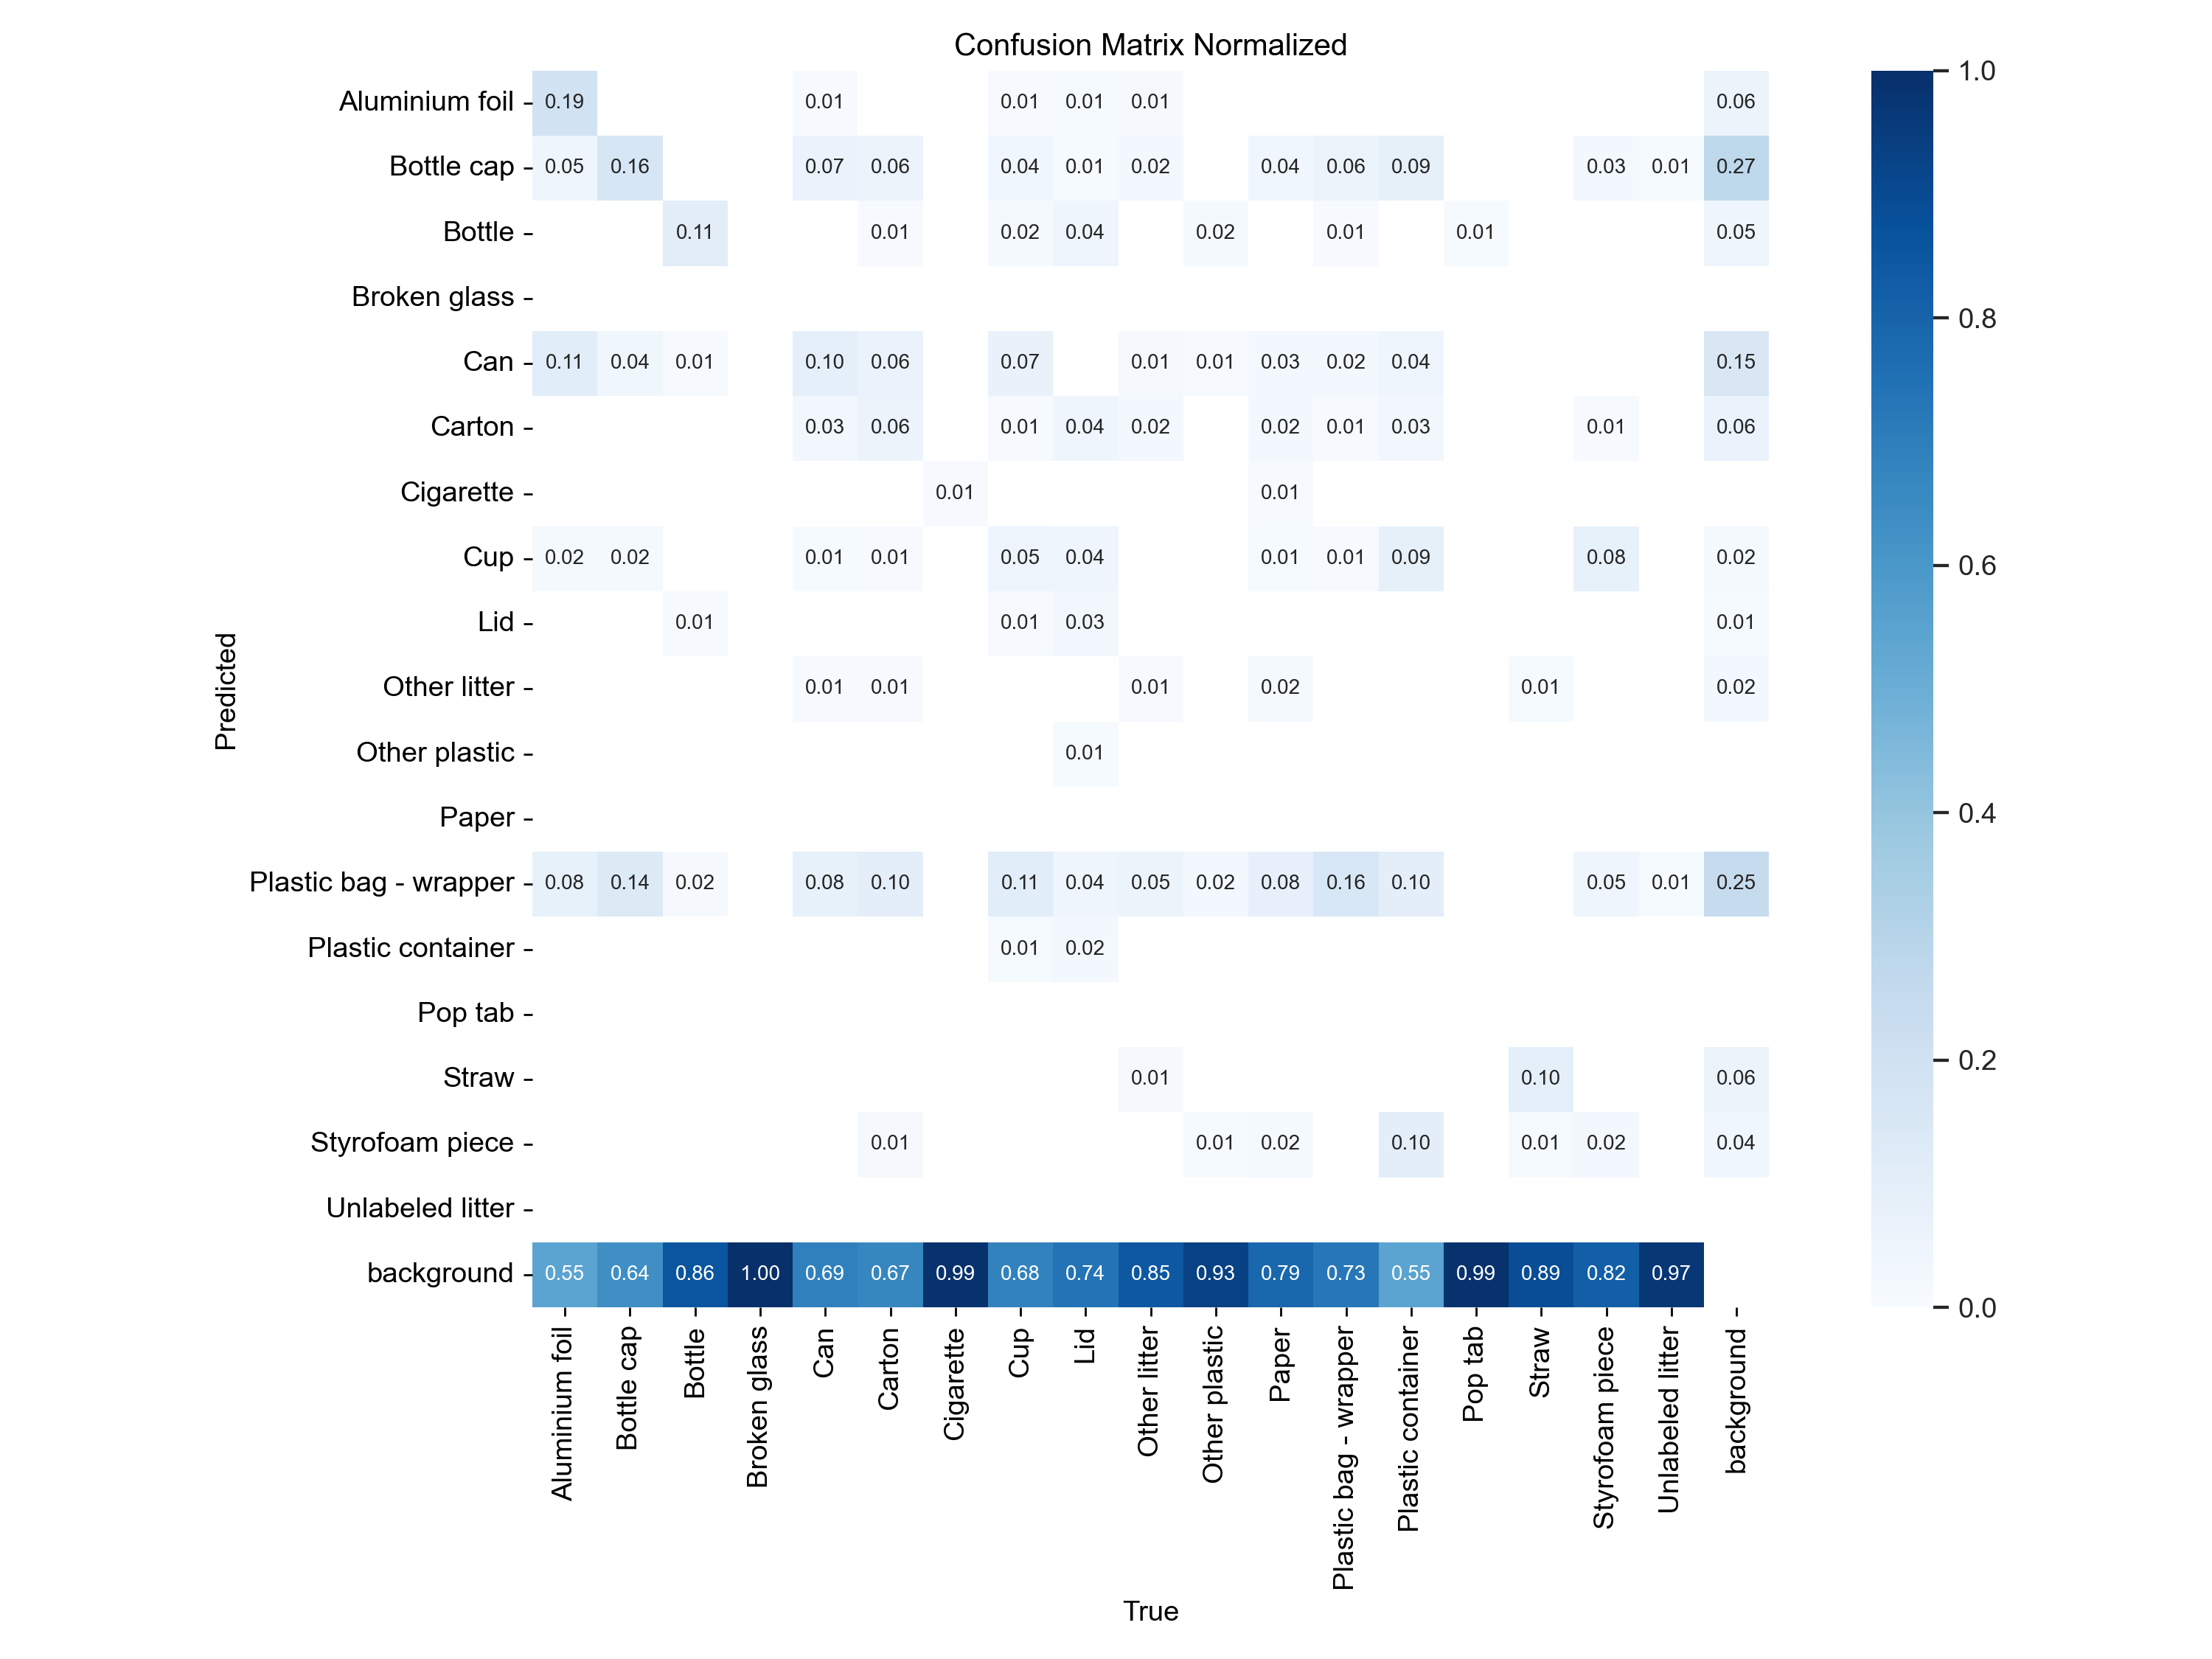 Confusion Matrix Normalized
Aluminium foil 0.19 0.01 0.01 0.01 0.01 0.06
Bottle cap 0.05 0.16 0.07 0.06 0.04 0.01 0.02 0.04 0.06 0.09 0.03 0.01 0.27
Bottle 0.11 0.01 0.02 0.04 0.02 0.01 0.01 0.05
Broken glass
Can 0.11 0.04 0.01 0.10 0.06 0.07 0.01 0.01 0.03 0.02 0.04 0.15
Carton 0.03 0.06 0.01 0.04 0.02 0.02 0.01 0.03 0.01 0.06
Cigarette 0.01 0.01
Cup 0.02 0.02 0.01 0.01 0.05 0.04 0.01 0.01 0.09 0.08 0.02
Lid 0.01 0.01 0.03 0.01
Other litter 0.01 0.01 0.01 0.02 0.01 0.02
Other plastic 0.01
Paper
Plastic bag - wrapper 0.08 0.14 0.02 0.08 0.10 0.11 0.04 0.05 0.02 0.08 0.16 0.10 0.05 0.01 0.25
Plastic container 0.01 0.02
Pop tab
Straw 0.01 0.10 0.06
Styrofoam piece 0.01 0.01 0.02 0.10 0.01 0.02 0.04
Unlabeled litter
background 0.55 0.64 0.86 1.00 0.69 0.67 0.99 0.68 0.74 0.85 0.93 0.79 0.73 0.55 0.99 0.89 0.82 0.97
Predicted
Aluminium foil
Bottle cap
Bottle
Broken glass
Can
Carton
Cigarette
Cup
Lid
Other litter
Other plastic
Paper
Plastic bag - wrapper
Plastic container
Pop tab
Straw
Styrofoam piece
Unlabeled litter
background
True
1.0
0.8
0.6
0.4
0.2
0.0